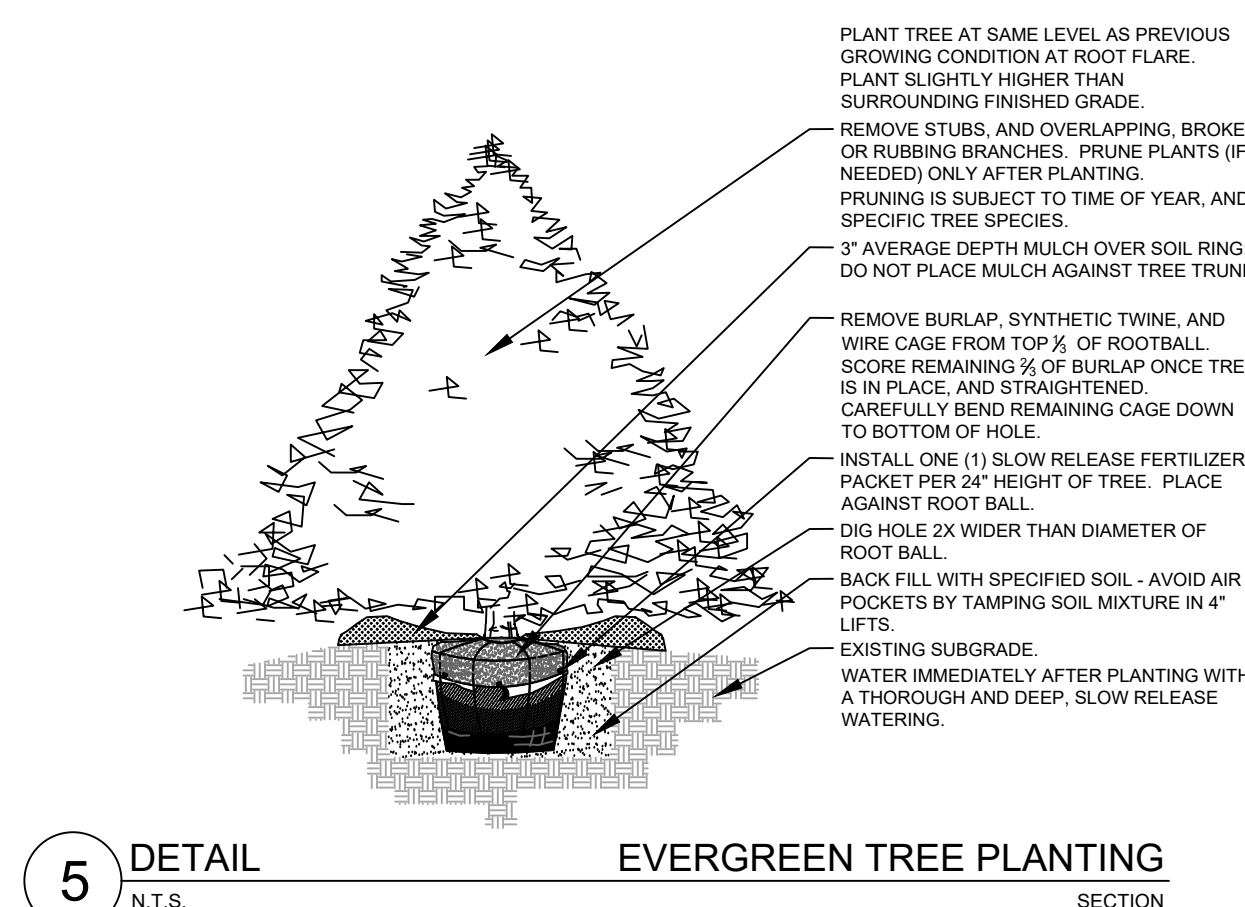 PLANT TREE AT SAME LEVEL AS PREVIOUS
GROWING CONDITION AT ROOT FLARE.
PLANT SLIGHTLY HIGHER THAN
SURROUNDING FINISHED GRADE.
REMOVE STUBS, AND OVERLAPPING, BROKE
OR RUBBING BRANCHES. PRUNE PLANTS (IF
NEEDED) ONLY AFTER PLANTING.
PRUNING IS SUBJECT TO TIME OF YEAR, AND
SPECIFIC TREE SPECIES.
3" AVERAGE DEPTH MULCH OVER SOIL RING
DO NOT PLACE MULCH AGAINST TREE TRUN
REMOVE BURLAP, SYNTHETIC TWINE, AND
WIRE CAGE FROM TOP ⅓ OF ROOTBALL.
SCORE REMAINING ⅔ OF BURLAP ONCE TRE
IS IN PLACE, AND STRAIGHTENED.
CAREFULLY BEND REMAINING CAGE DOWN
TO BOTTOM OF HOLE.
INSTALL ONE (1) SLOW RELEASE FERTILIZER
PACKET PER 24" HEIGHT OF TREE. PLACE
AGAINST ROOT BALL.
DIG HOLE 2X WIDER THAN DIAMETER OF
ROOT BALL.
BACK FILL WITH SPECIFIED SOIL - AVOID AIR
POCKETS BY TAMPING SOIL MIXTURE IN 4"
LIFTS.
EXISTING SUBGRADE.
WATER IMMEDIATELY AFTER PLANTING WITH
A THOROUGH AND DEEP, SLOW RELEASE
WATERING.
5 DETAIL EVERGREEN TREE PLANTING
N.T.S. SECTION